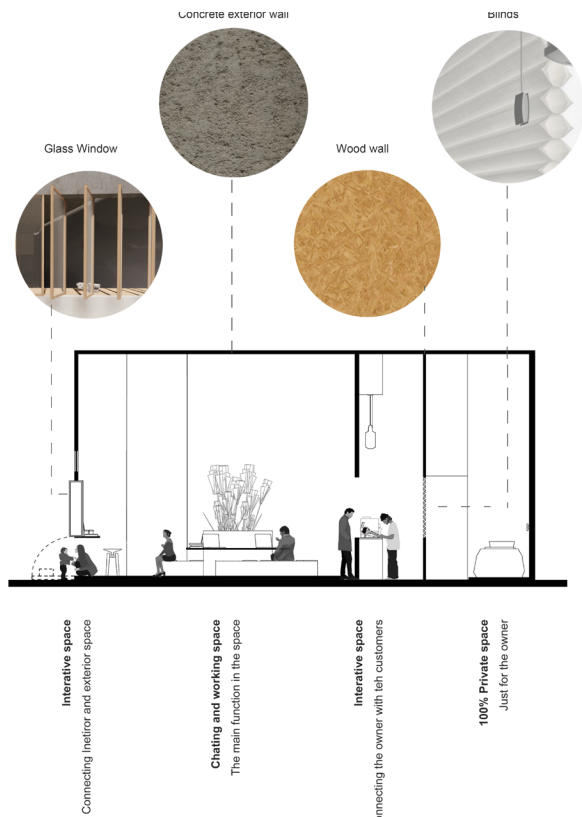 Concrete exterior wall
Blinds
Glass Window
Wood wall
Interative space
Connecting Inetiror and exterior space
Chating and working space
The main function in the space
Interative space
onnecting the owner with teh customers
100% Private space
Just for the owner